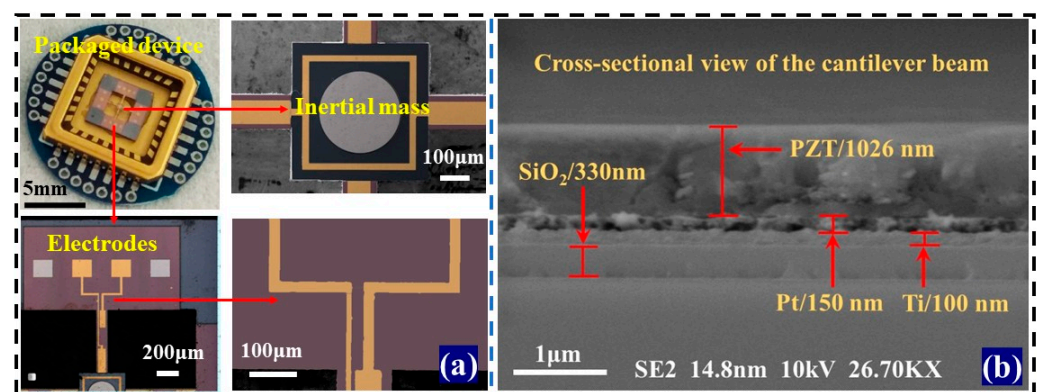 Packaged device
5mm
Inertial mass
100μm
Electrodes
200μm
100μm
(a)
Cross-sectional view of the cantilever beam
PZT/1026 nm
SiO₂/330nm
Pt/150 nm
Ti/100 nm
1μm
SE2 14.8nm 10kV 26.70KX
(b)